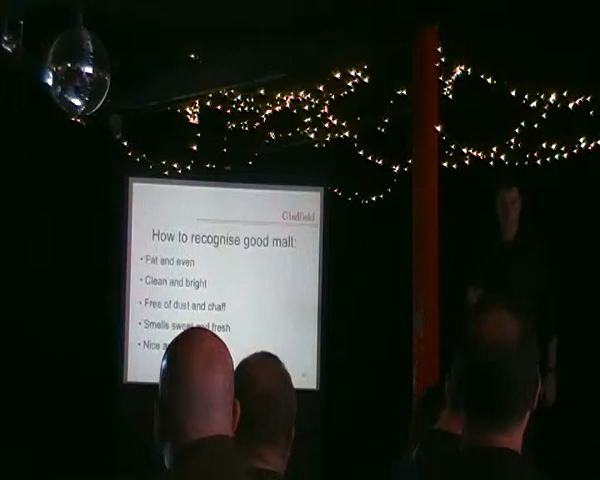 Gladfield
How to recognise good malt:
• Fat and even
• Clean and bright
• Free of dust and chaff
• Smells sweet and fresh
• Nice